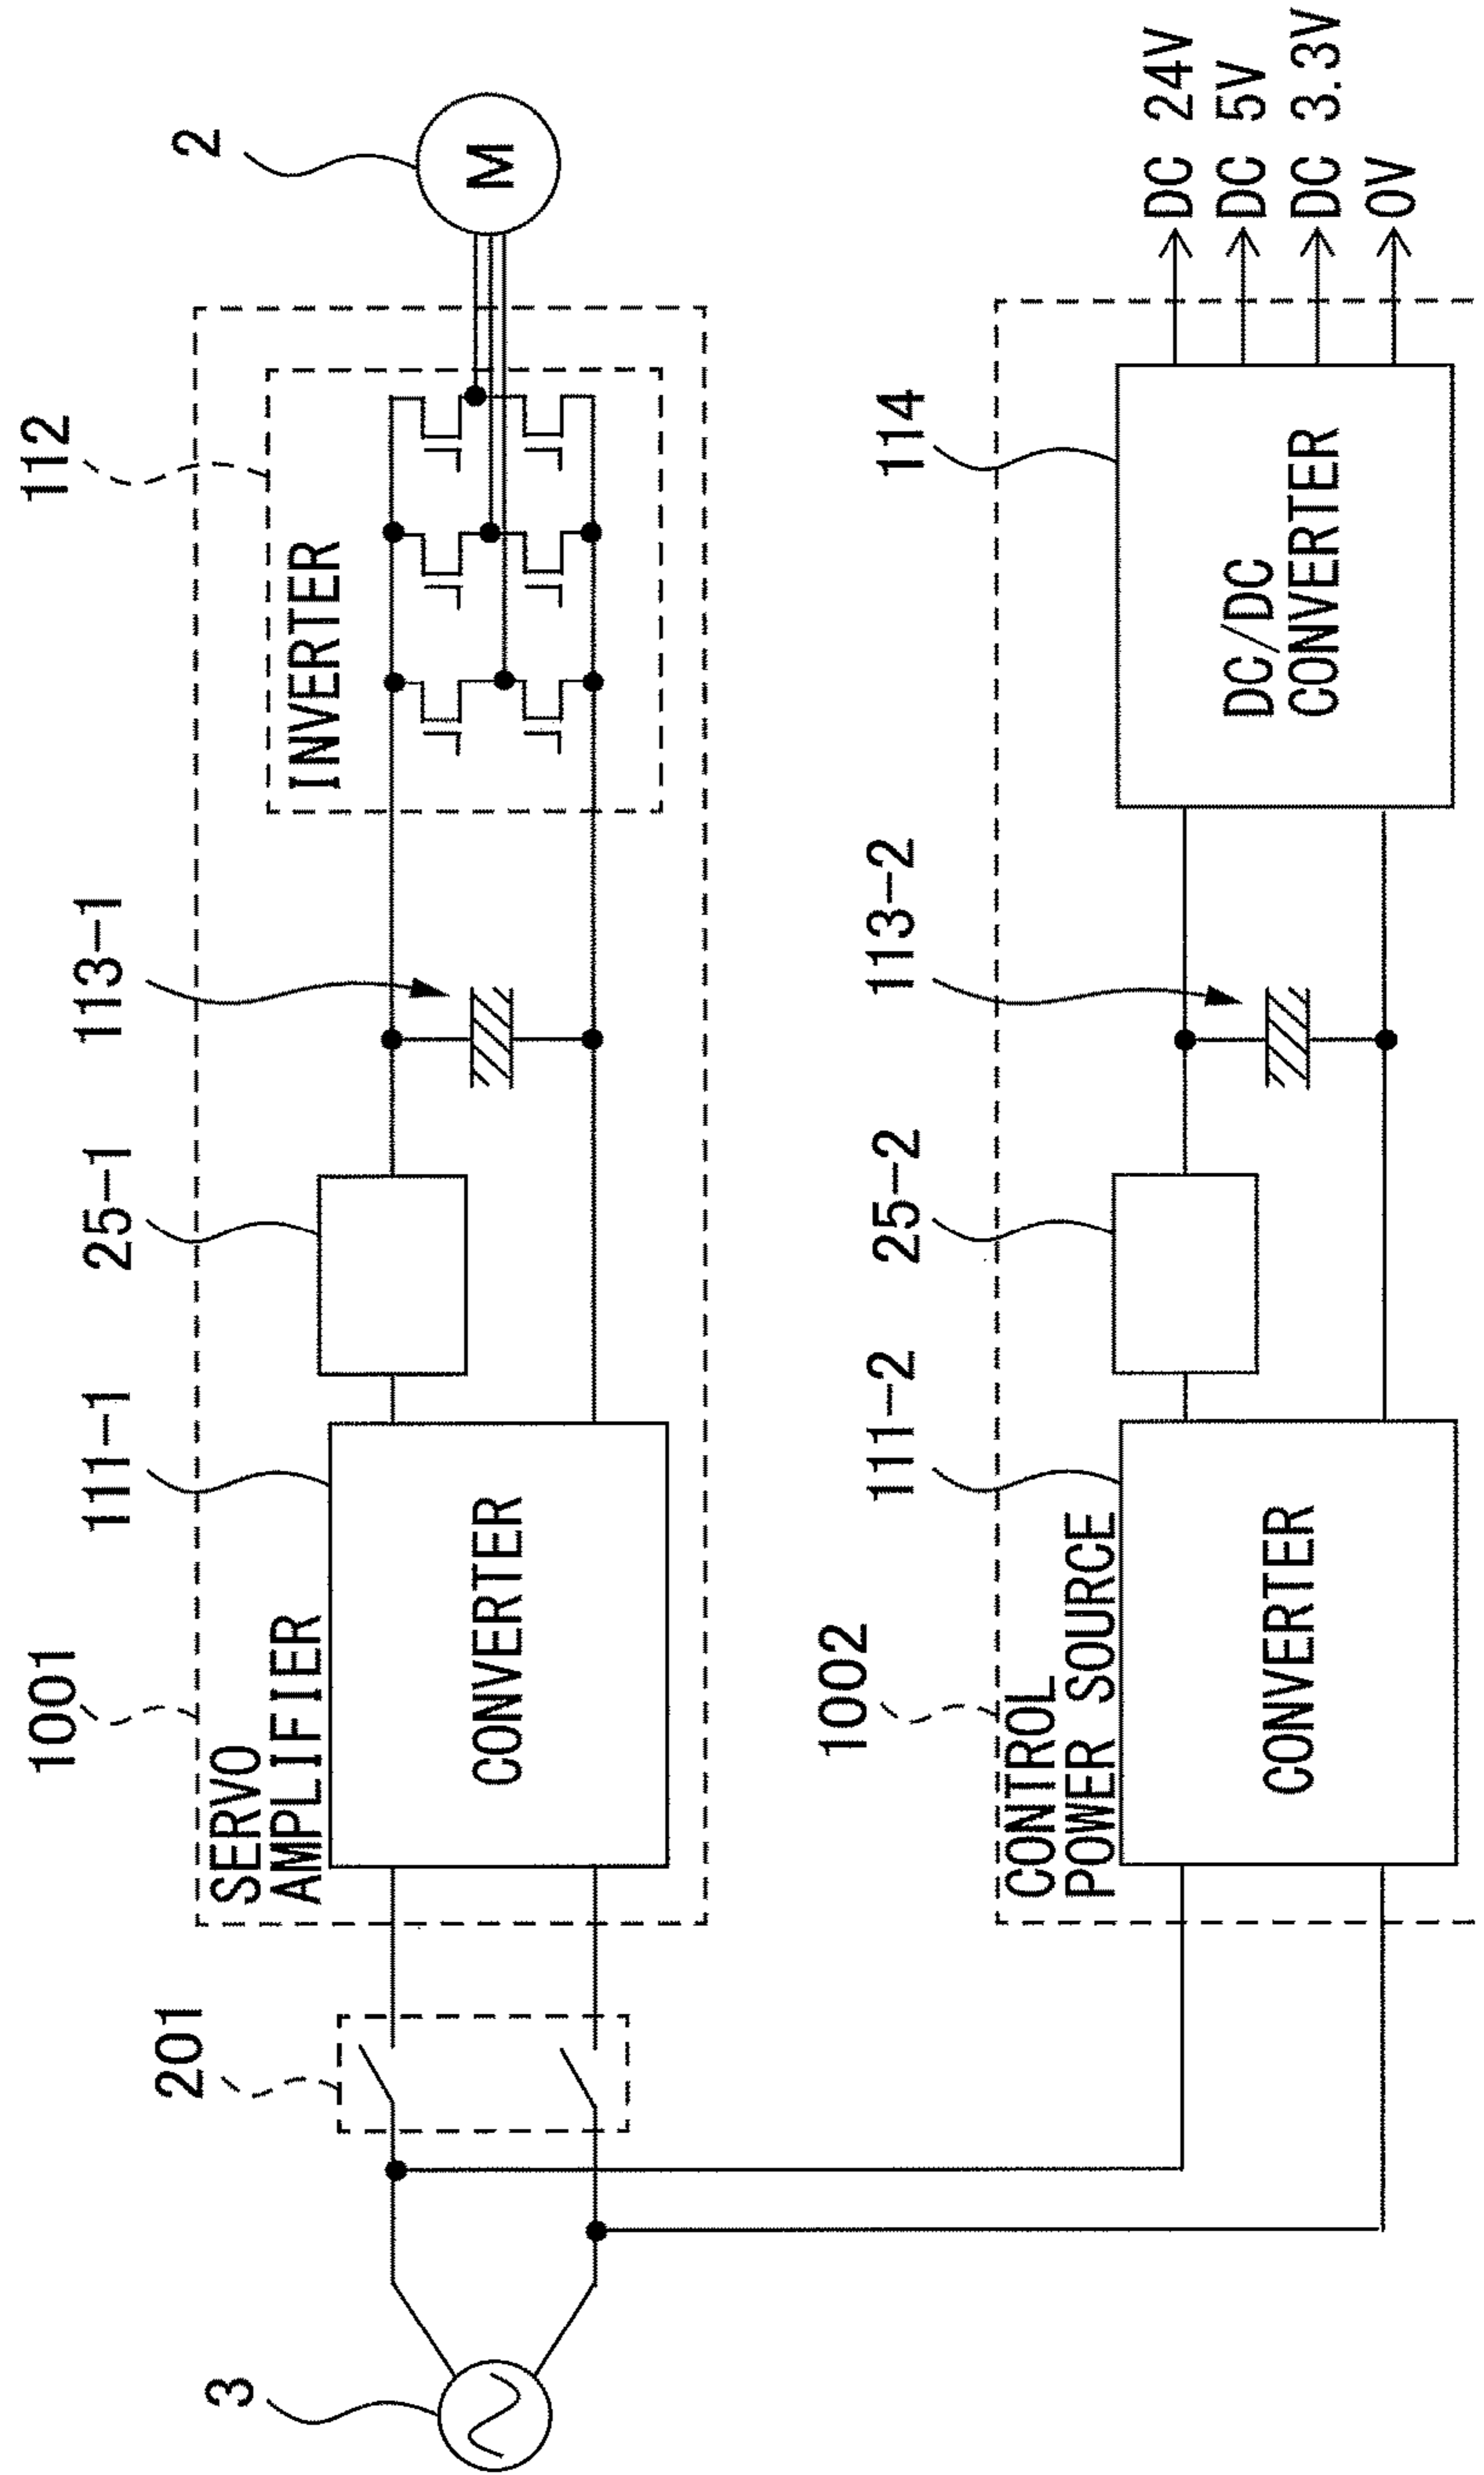 3
201
1001
SERVO
AMPLIFIER
111-1
CONVERTER
25-1
113-1
112
INVERTER
2
M
1002
CONTROL
POWER SOURCE
111-2
CONVERTER
25-2
113-2
114
DC/DC
CONVERTER
DC 24V
DC 5V
DC 3.3V
0V